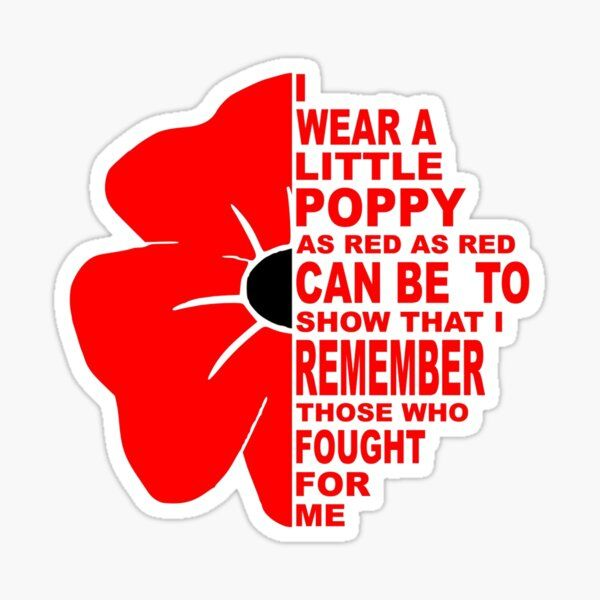 I
WEAR A
LITTLE
POPPY
AS RED AS RED
CAN BE TO
SHOW THAT I
REMEMBER
THOSE WHO
FOUGHT
FOR
ME